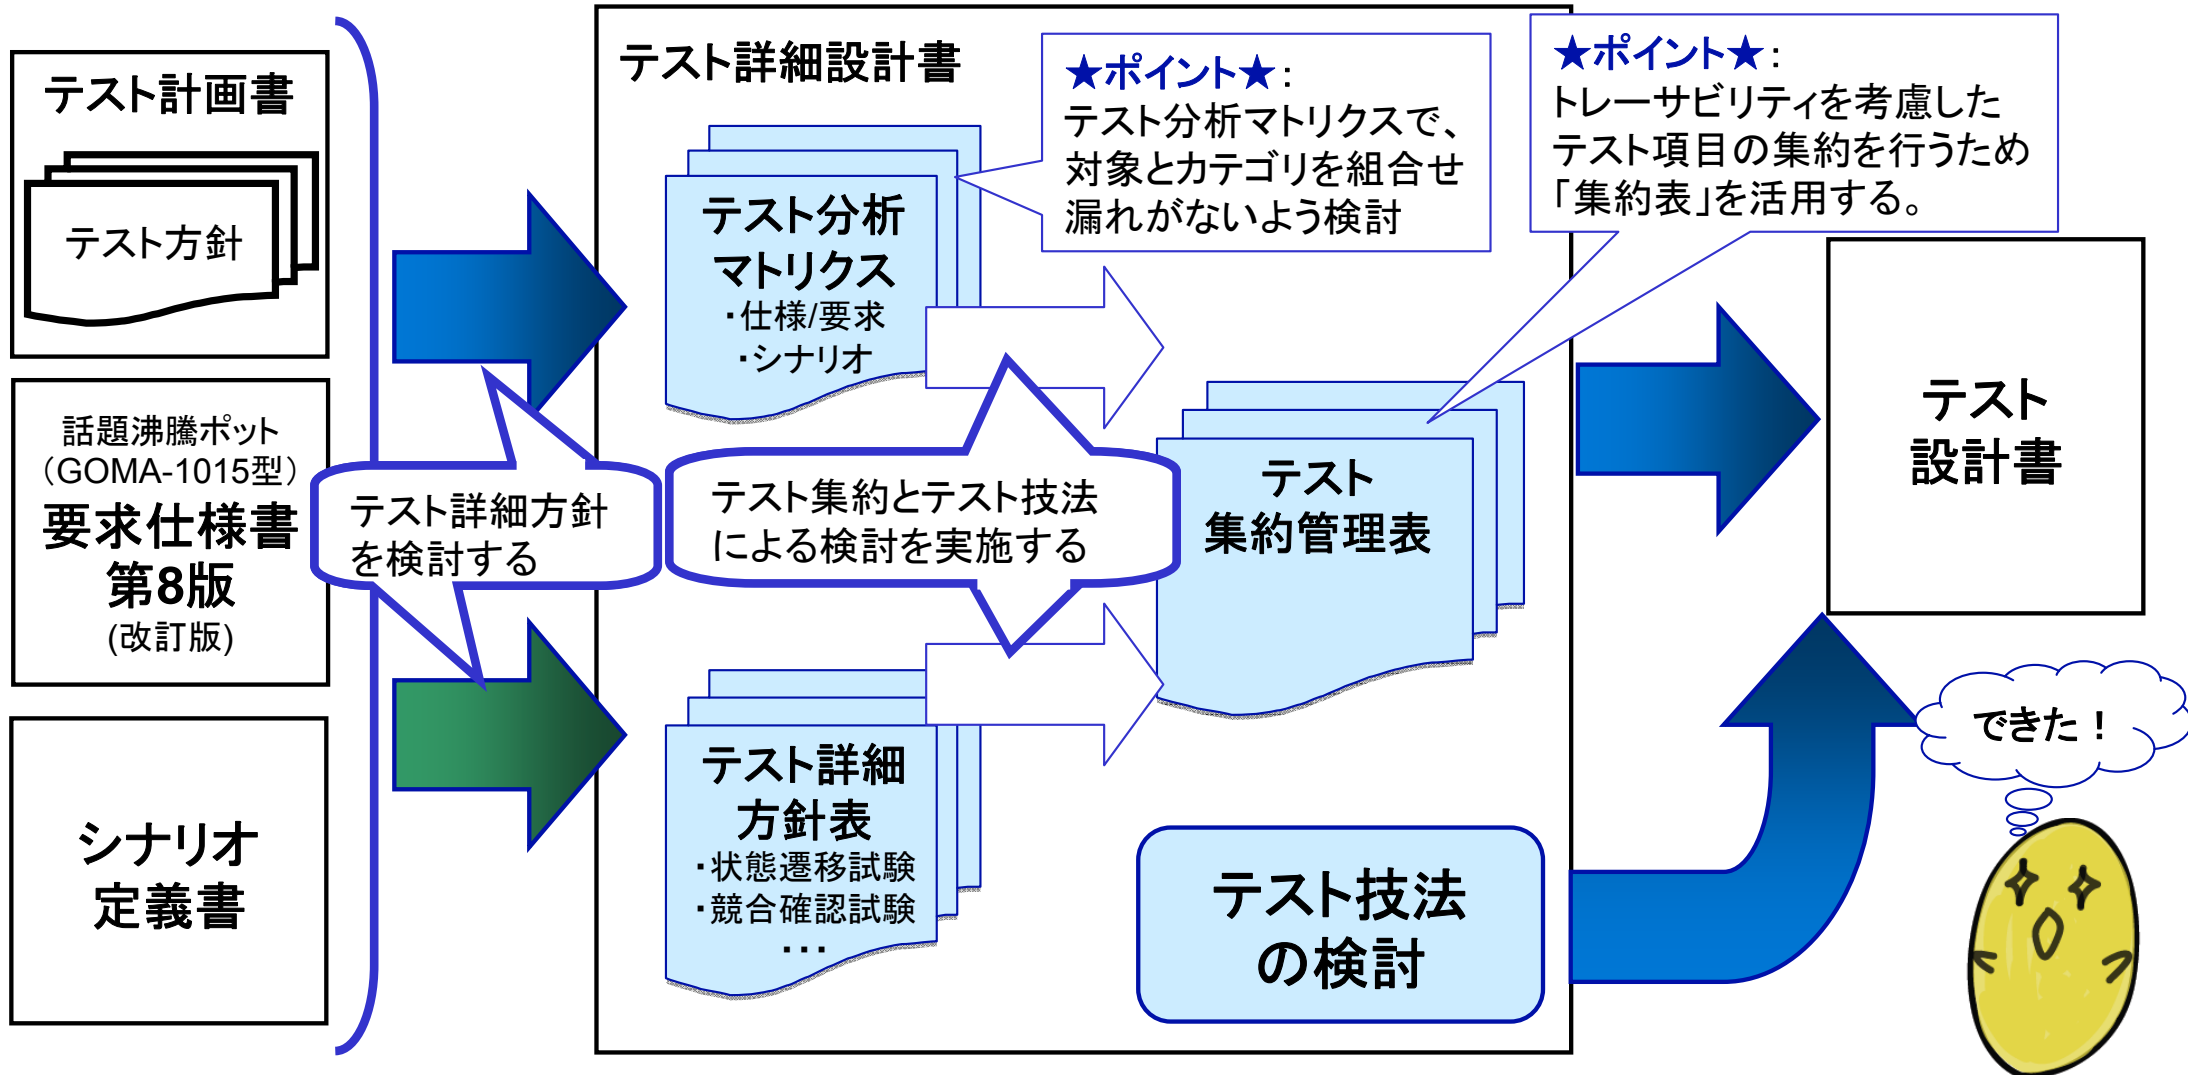 テスト計画書
テスト方針
話題沸騰ポット
（GOMA-1015型）
要求仕様書
第8版
(改訂版)
シナリオ
定義書
テスト詳細方針
を検討する
テスト詳細設計書
テスト分析
マトリクス
・仕様/要求
・シナリオ
★ポイント★：
テスト分析マトリクスで、
対象とカテゴリを組合せ
漏れがないよう検討
テスト集約とテスト技法
による検討を実施する
テスト詳細
方針表
・状態遷移試験
・競合確認試験
・・・
★ポイント★：
トレーサビリティを考慮した
テスト項目の集約を行うため
「集約表」を活用する。
テスト
集約管理表
テスト技法
の検討
テスト
設計書
できた！